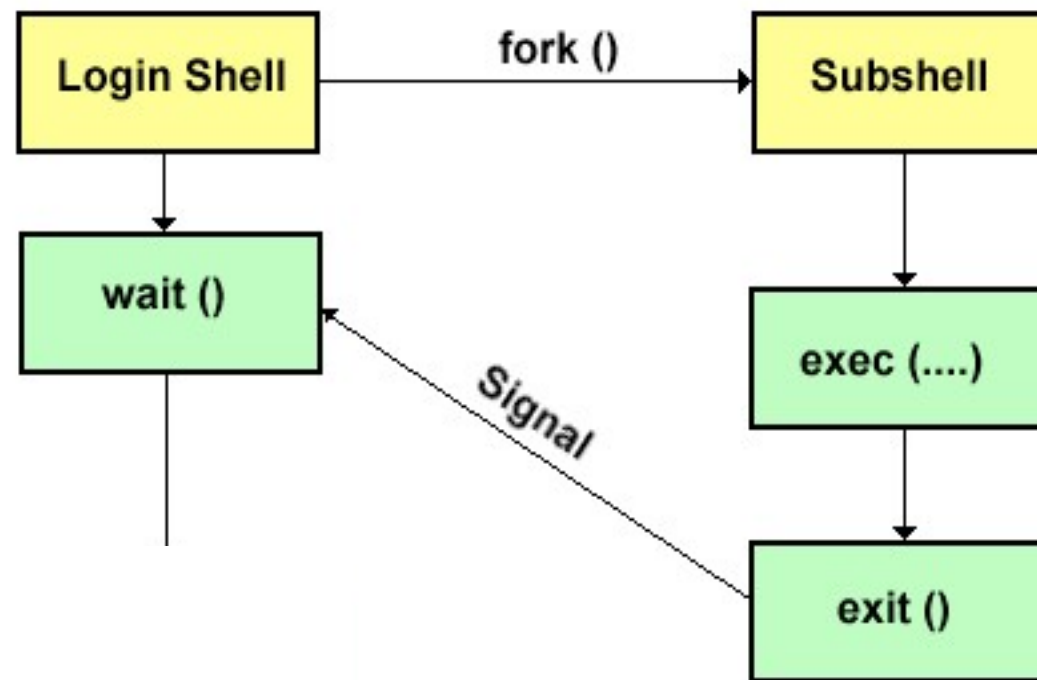 fork ()
Login Shell
Subshell
wait ()
exec (....)
Signal
exit ()